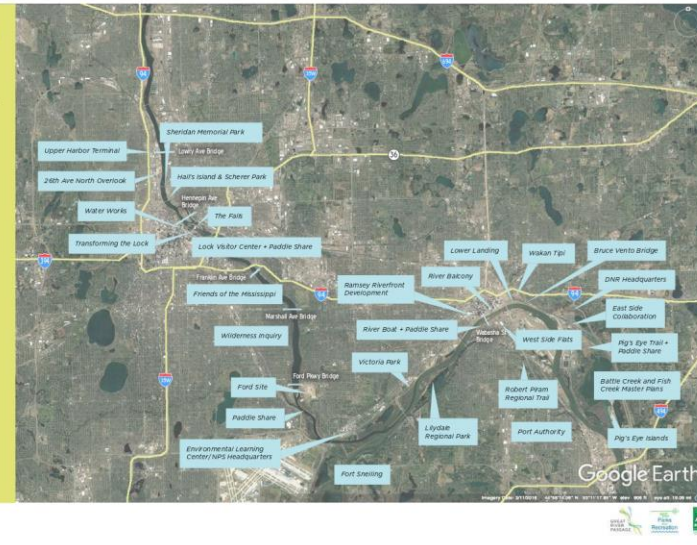 Sheridan Memorial Park
Upper Harbor Terminal
Lowry Ave Bridge
26th Ave North Overlook
Hall's Island & Scherer Park
Hennepin Ave
Bridge
Water Works
The Falls
Transforming the Lock
Lock Visitor Center + Paddle Share
Franklin Ave Bridge
Friends of the Mississippi
Marshall Ave Bridge
Wilderness Inquiry
Ford Pkwy Bridge
Ford Site
Paddle Share
Environmental Learning
Center/NPS Headquarters
Fort Snelling
Victoria Park
Lilydale
Regional Park
Ramsey Riverfront
Development
River Balcony
River Boat + Paddle Share
Lower Landing
Wakan Tipi
Bruce Vento Bridge
DNR Headquarters
East Side
Collaboration
Wabasha St
Bridge
West Side Flats
Pig's Eye Trail +
Paddle Share
Robert Piram
Regional Trail
Battle Creek and Fish
Creek Master Plans
Port Authority
Pig's Eye Islands
36
94
Google Earth
GREAT
RIVER
PASSAGE
Parks
Recreation